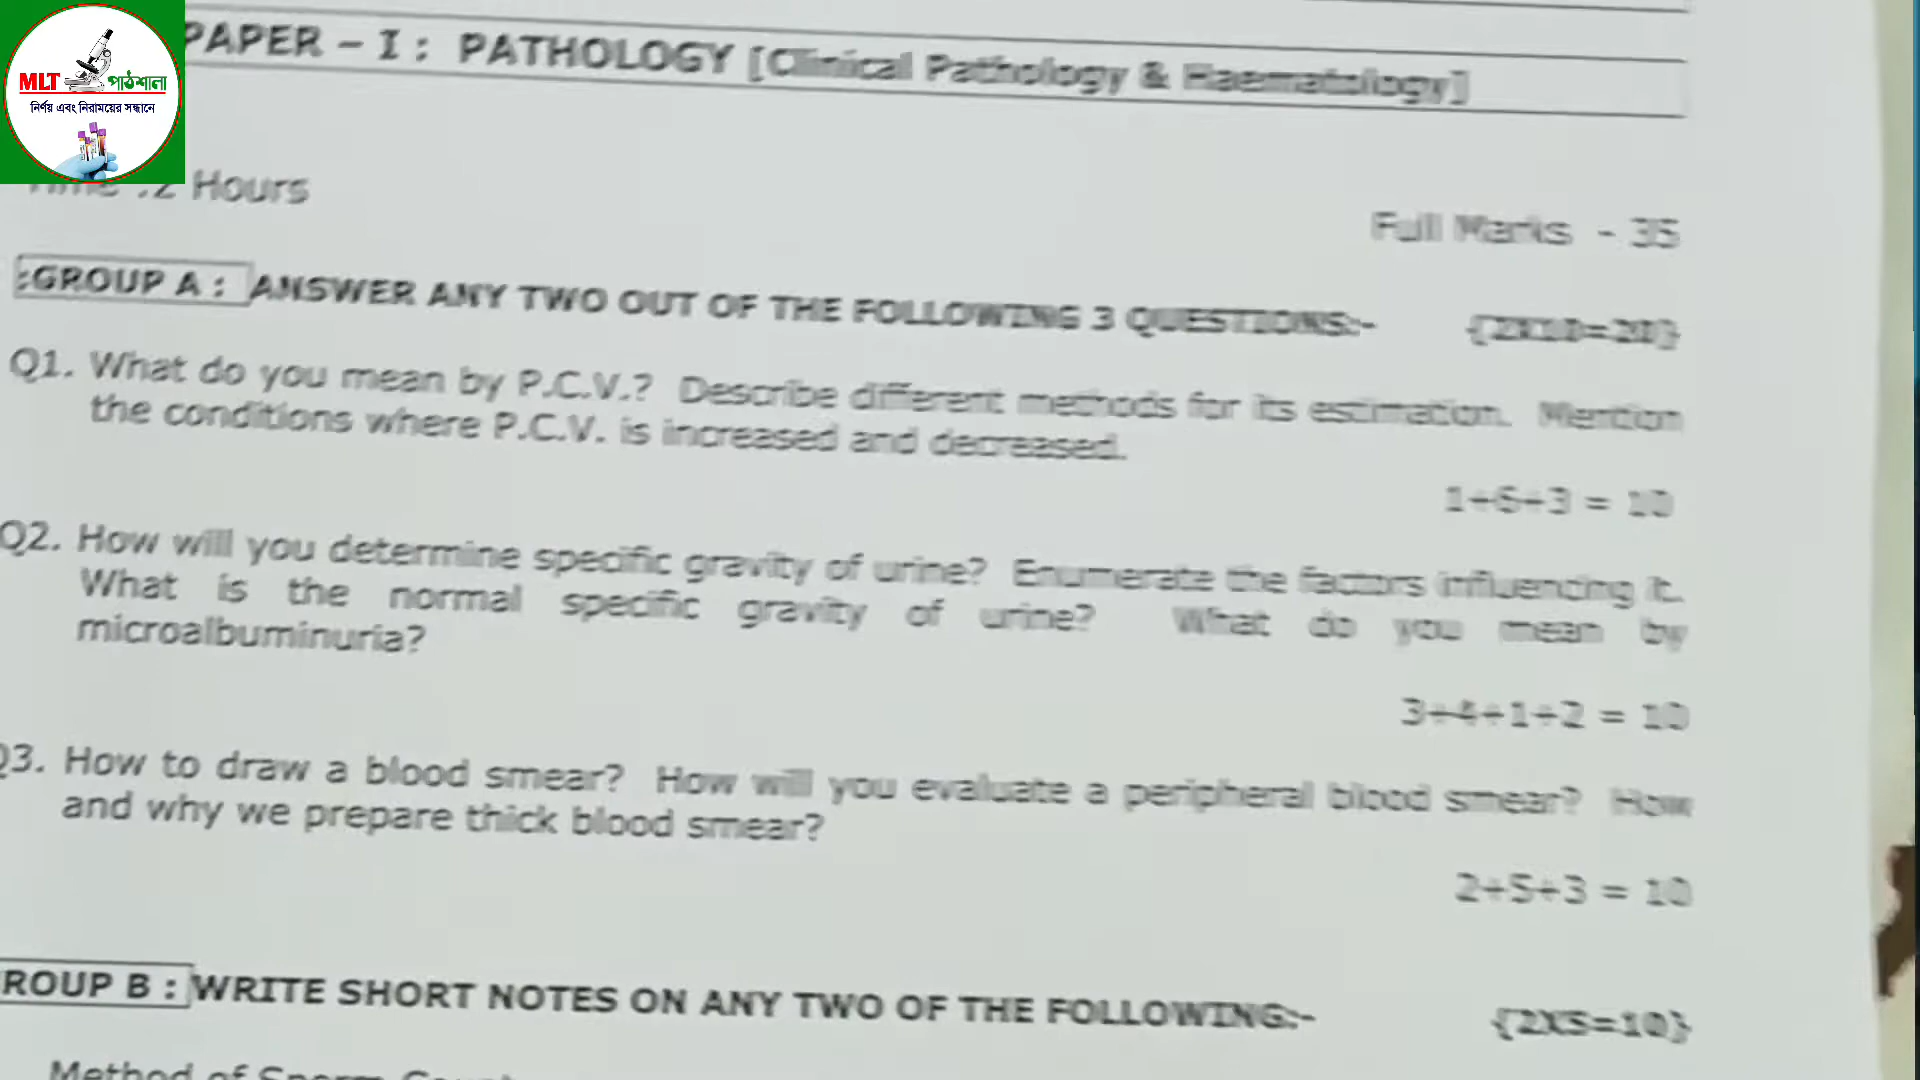 PAPER – I : PATHOLOGY [Clinical Pathology & Haematology]
MLT পাঠশালা
নির্ণয় এবং নিরাময়ের সন্ধানে
Time :2 Hours
Full Marks - 35
:GROUP A : ANSWER ANY TWO OUT OF THE FOLLOWING 3 QUESTIONS:- {2X10=20}
Q1. What do you mean by P.C.V.? Describe different methods for its estimation. Mention
the conditions where P.C.V. is increased and decreased.
1+6+3 = 10
Q2. How will you determine specific gravity of urine? Enumerate the factors influencing it.
What is the normal specific gravity of urine? What do you mean by
microalbuminuria?
3+4+1+2 = 10
Q3. How to draw a blood smear? How will you evaluate a peripheral blood smear? How
and why we prepare thick blood smear?
2+5+3 = 10
ROUP B : WRITE SHORT NOTES ON ANY TWO OF THE FOLLOWING:- {2X5=10}
Method of Sperm Count